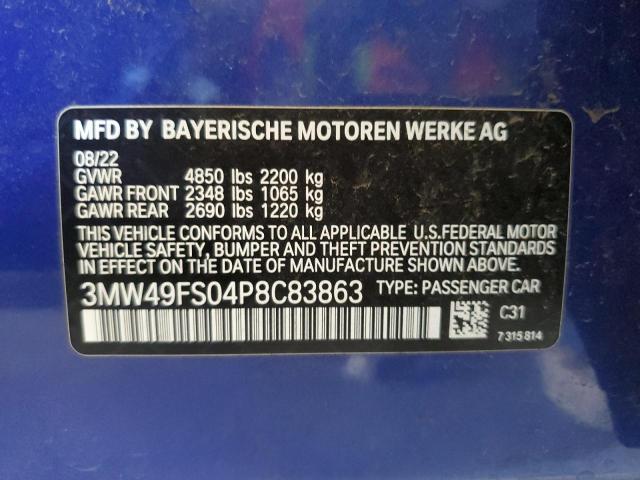 MFD BY BAYERISCHE MOTOREN WERKE AG
08/22
GVWR 4850 lbs 2200 kg
GAWR FRONT 2348 lbs 1065 kg
GAWR REAR 2690 lbs 1220 kg
THIS VEHICLE CONFORMS TO ALL APPLICABLE U.S.FEDERAL MOTOR
VEHICLE SAFETY, BUMPER AND THEFT PREVENTION STANDARDS
IN EFFECT ON THE DATE OF MANUFACTURE SHOWN ABOVE.
3MW49FS04P8C83863 TYPE: PASSENGER CAR
C31
7 315 814